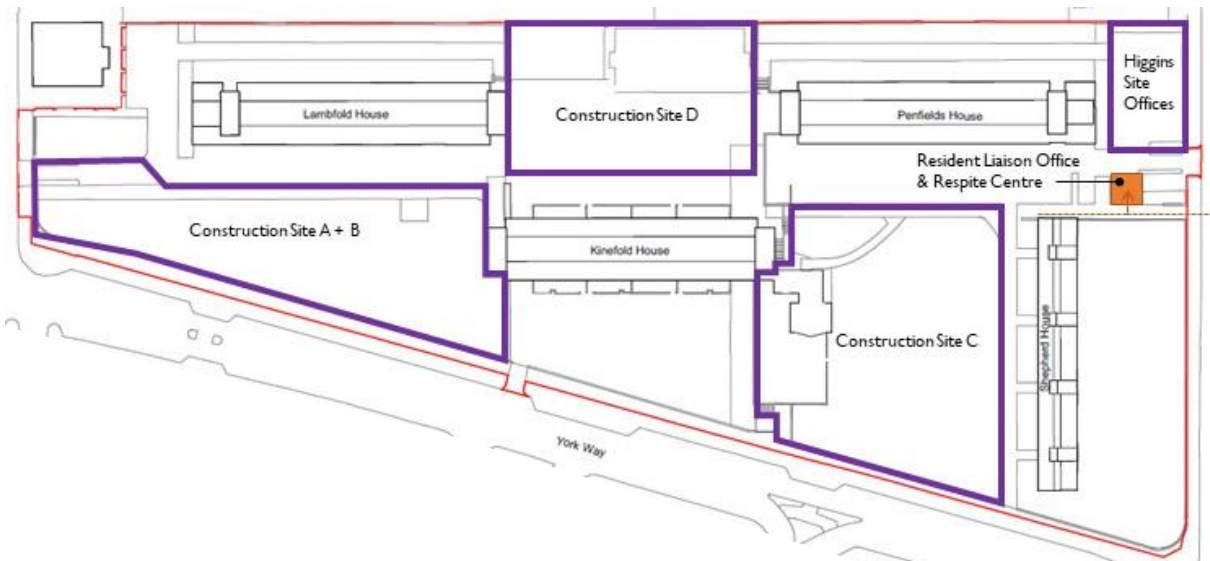 Higgins
Site
Offices
Lambfold House
Construction Site D
Penfields House
Resident Liaison Office
& Respite Centre
Construction Site A + B
Kinefold House
Construction Site C
Shepherd House
York Way